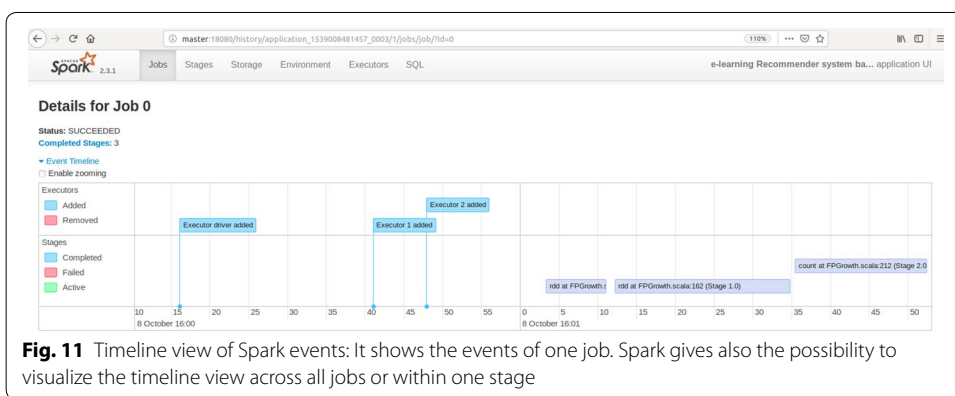 master:18080/history/application_1539008481457_0003/1/jobs/job/?id=0
110%
APACHE
Spark 2.3.1
Jobs Stages Storage Environment Executors SQL
e-learning Recommender system ba... application UI
Details for Job 0
Status: SUCCEEDED
Completed Stages: 3
Event Timeline
Enable zooming
Executors
Added
Removed
Executor driver added
Executor 1 added
Executor 2 added
Stages
Completed
Failed
Active
rdd at FPGrowth.s
rdd at FPGrowth.scala:162 (Stage 1.0)
count at FPGrowth.scala:212 (Stage 2.0
10 15 20 25 30 35 40 45 50 55 0 5 10 15 20 25 30 35 40 45 50
8 October 16:00 8 October 16:01
Fig. 11 Timeline view of Spark events: It shows the events of one job. Spark gives also the possibility to
visualize the timeline view across all jobs or within one stage